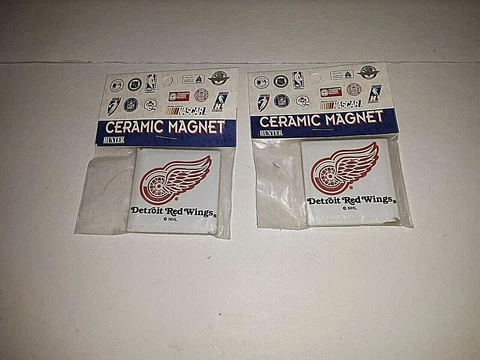 NASCAR
CERAMIC MAGNET
HUNTER
Detroit Red Wings®
© NHL
NASCAR
CERAMIC MAGNET
HUNTER
Detroit Red Wings®
© NHL